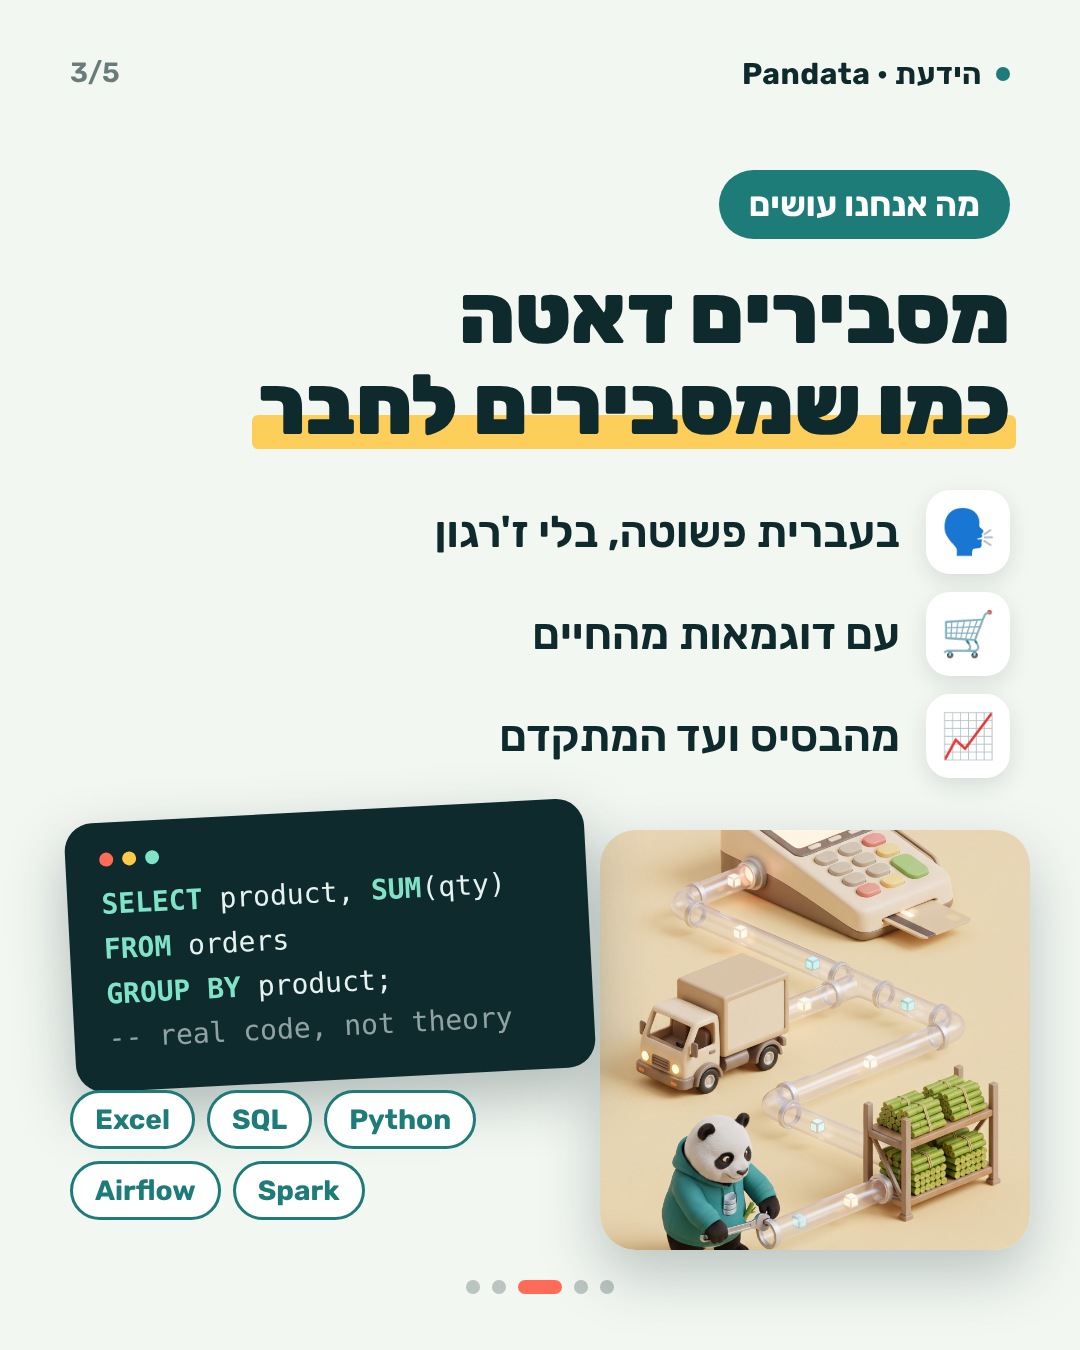 הידעת • Pandata
3/5
מה אנחנו עושים
מסבירים דאטה
כמו שמסבירים לחבר
בעברית פשוטה, בלי ז'רגון
עם דוגמאות מהחיים
מהבסיס ועד המתקדם
SELECT product, SUM(qty)
FROM orders
GROUP BY product;
-- real code, not theory
Excel SQL Python
Airflow Spark